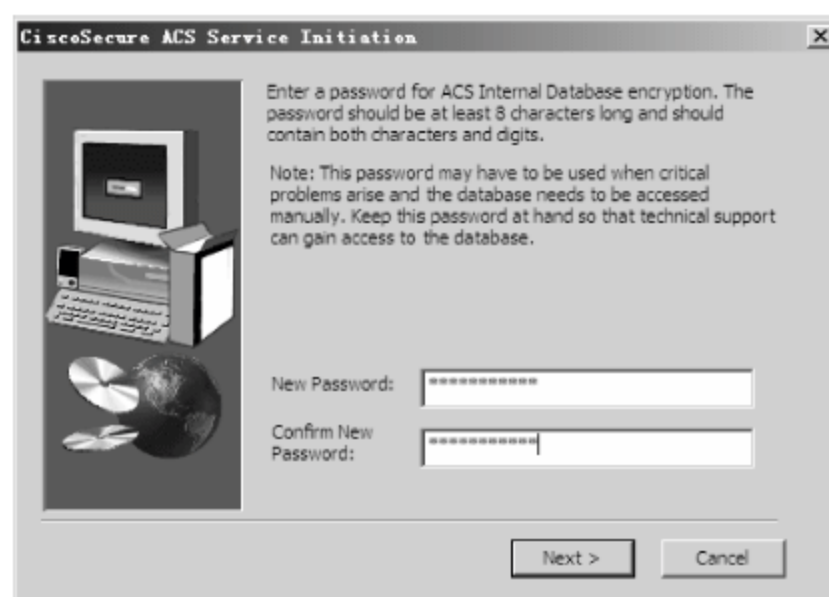 CiscoSecure ACS Service Initiation
Enter a password for ACS Internal Database encryption. The
password should be at least 8 characters long and should
contain both characters and digits.
Note: This password may have to be used when critical
problems arise and the database needs to be accessed
manually. Keep this password at hand so that technical support
can gain access to the database.
New Password: ***********
Confirm New
Password: ***********
Next >
Cancel